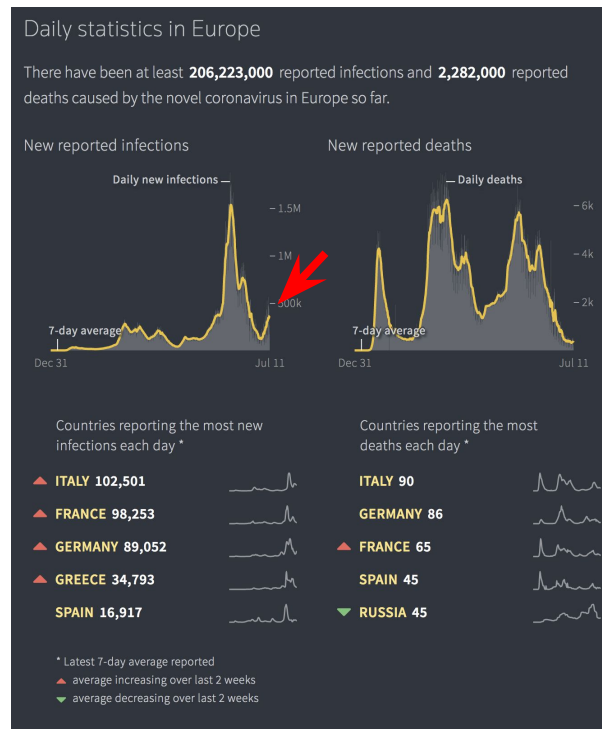 Daily statistics in Europe
There have been at least 206,223,000 reported infections and 2,282,000 reported
deaths caused by the novel coronavirus in Europe so far.
New reported infections
Daily new infections
1.5M
1M
500k
7-day average
Dec 31
Jul 11
New reported deaths
Daily deaths
6k
4k
2k
7-day average
Dec 31
Jul 11
Countries reporting the most new
infections each day *
ITALY 102,501
FRANCE 98,253
GERMANY 89,052
GREECE 34,793
SPAIN 16,917
* Latest 7-day average reported
average increasing over last 2 weeks
average decreasing over last 2 weeks
Countries reporting the most
deaths each day *
ITALY 90
GERMANY 86
FRANCE 65
SPAIN 45
RUSSIA 45